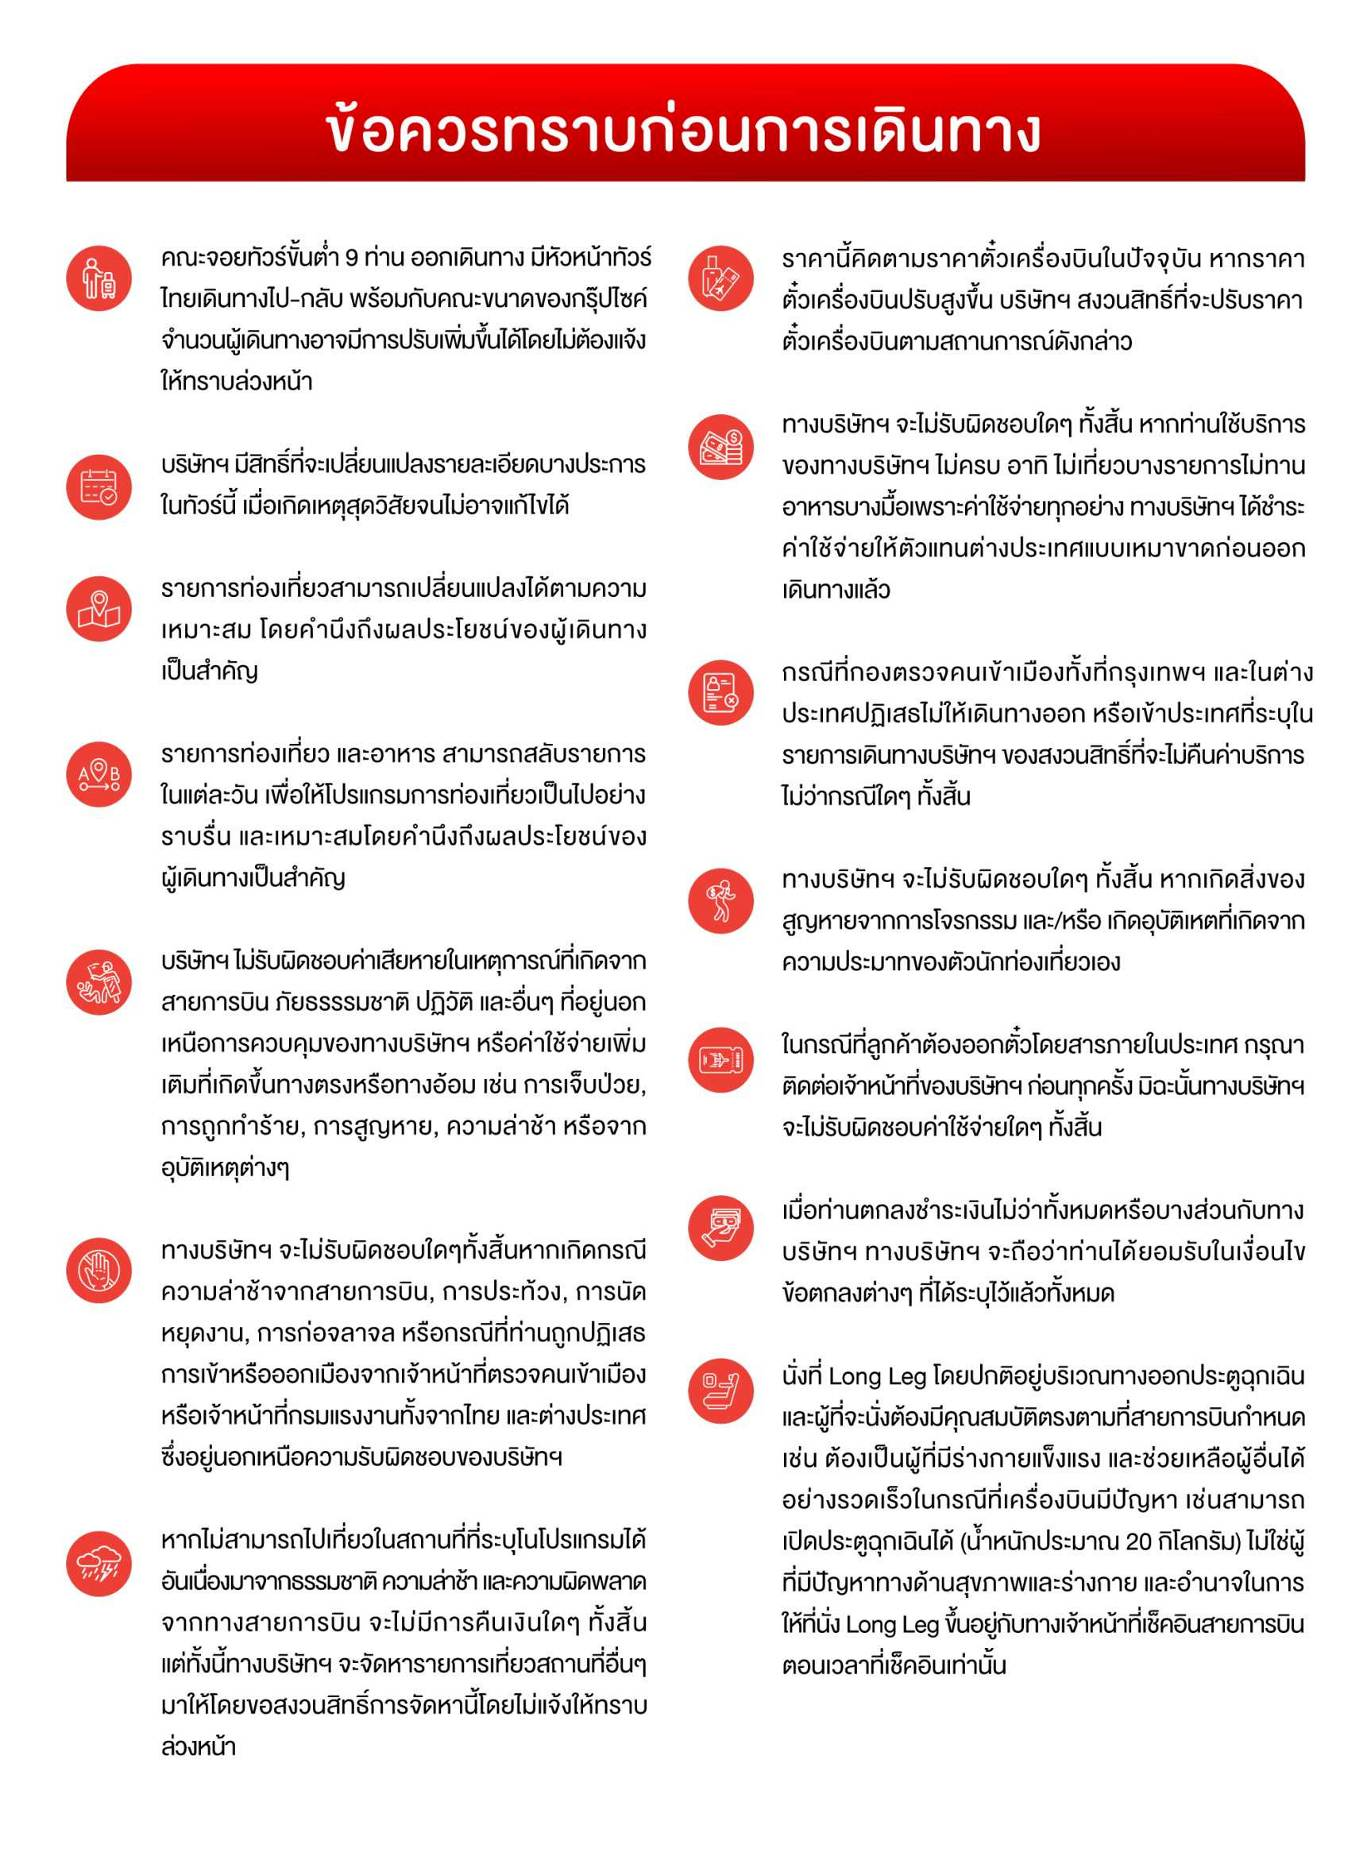 ข้อควรทราบก่อนการเดินทาง
คณะจอยทัวร์ขั้นต่ำ 9 ท่าน ออกเดินทาง มีหัวหน้าทัวร์
ไทยเดินทางไป-กลับ พร้อมกับคณะขนาดของกรุ๊ปไซค์
จำนวนผู้เดินทางอาจมีการปรับเพิ่มขึ้นได้โดยไม่ต้องแจ้ง
ให้ทราบล่วงหน้า
บริษัทฯ มีสิทธิ์ที่จะเปลี่ยนแปลงรายละเอียดบางประการ
ในทัวร์นี้ เมื่อเกิดเหตุสุดวิสัยจนไม่อาจแก้ไขได้
รายการท่องเที่ยวสามารถเปลี่ยนแปลงได้ตามความ
เหมาะสม โดยคำนึงถึงผลประโยชน์ของผู้เดินทาง
เป็นสำคัญ
A B
รายการท่องเที่ยว และอาหาร สามารถสลับรายการ
ในแต่ละวัน เพื่อให้โปรแกรมการท่องเที่ยวเป็นไปอย่าง
ราบรื่น และเหมาะสมโดยคำนึงถึงผลประโยชน์ของ
ผู้เดินทางเป็นสำคัญ
บริษัทฯ ไม่รับผิดชอบค่าเสียหายในเหตุการณ์ที่เกิดจาก
สายการบิน ภัยธรรรมชาติ ปฏิวัติ และอื่นๆ ที่อยู่นอก
เหนือการควบคุมของทางบริษัทฯ หรือค่าใช้จ่ายเพิ่ม
เติมที่เกิดขึ้นทางตรงหรือทางอ้อม เช่น การเจ็บป่วย,
การถูกทำร้าย, การสูญหาย, ความล่าช้า หรือจาก
อุบัติเหตุต่างๆ
ทางบริษัทฯ จะไม่รับผิดชอบใดๆทั้งสิ้นหากเกิดกรณี
ความล่าช้าจากสายการบิน, การประท้วง, การนัด
หยุดงาน, การก่อจลาจล หรือกรณีที่ท่านถูกปฏิเสธ
การเข้าหรือออกเมืองจากเจ้าหน้าที่ตรวจคนเข้าเมือง
หรือเจ้าหน้าที่กรมแรงงานทั้งจากไทย และต่างประเทศ
ซึ่งอยู่นอกเหนือความรับผิดชอบของบริษัทฯ
หากไม่สามารถไปเที่ยวในสถานที่ที่ระบุโนโปรแกรมได้
อันเนื่องมาจากธรรมชาติ ความล่าช้า และความผิดพลาด
จากทางสายการบิน จะไม่มีการคืนเงินใดๆ ทั้งสิ้น
แต่ทั้งนี้ทางบริษัทฯ จะจัดหารายการเที่ยวสถานที่อื่นๆ
มาให้โดยขอสงวนสิทธิ์การจัดหานี้โดยไม่แจ้งให้ทราบ
ล่วงหน้า
ราคานี้คิดตามราคาตั๋วเครื่องบินในปัจจุบัน หากราคา
ตั๋วเครื่องบินปรับสูงขึ้น บริษัทฯ สงวนสิทธิ์ที่จะปรับราคา
ตั๋วเครื่องบินตามสถานการณ์ดังกล่าว
ทางบริษัทฯ จะไม่รับผิดชอบใดๆ ทั้งสิ้น หากท่านใช้บริการ
ของทางบริษัทฯ ไม่ครบ อาทิ ไม่เที่ยวบางรายการไม่ทาน
อาหารบางมื้อเพราะค่าใช้จ่ายทุกอย่าง ทางบริษัทฯ ได้ชำระ
ค่าใช้จ่ายให้ตัวแทนต่างประเทศแบบเหมาขาดก่อนออก
เดินทางแล้ว
กรณีที่กองตรวจคนเข้าเมืองทั้งที่กรุงเทพฯ และในต่าง
ประเทศปฏิเสธไม่ให้เดินทางออก หรือเข้าประเทศที่ระบุใน
รายการเดินทางบริษัทฯ ของสงวนสิทธิ์ที่จะไม่คืนค่าบริการ
ไม่ว่ากรณีใดๆ ทั้งสิ้น
ทางบริษัทฯ จะไม่รับผิดชอบใดๆ ทั้งสิ้น หากเกิดสิ่งของ
สูญหายจากการโจรกรรม และ/หรือ เกิดอุบัติเหตที่เกิดจาก
ความประมาทของตัวนักท่องเที่ยวเอง
ในกรณีที่ลูกค้าต้องออกตั๋วโดยสารภายในประเทศ กรุณา
ติดต่อเจ้าหน้าที่ของบริษัทฯ ก่อนทุกครั้ง มิฉะนั้นทางบริษัทฯ
จะไม่รับผิดชอบค่าใช้จ่ายใดๆ ทั้งสิ้น
เมื่อท่านตกลงชำระเงินไม่ว่าทั้งหมดหรือบางส่วนกับทาง
บริษัทฯ ทางบริษัทฯ จะถือว่าท่านได้ยอมรับในเงื่อนไข
ข้อตกลงต่างๆ ที่ได้ระบุไว้แล้วทั้งหมด
นั่งที่ Long Leg โดยปกติอยู่บริเวณทางออกประตูฉุกเฉิน
และผู้ที่จะนั่งต้องมีคุณสมบัติตรงตามที่สายการบินกำหนด
เช่น ต้องเป็นผู้ที่มีร่างกายแข็งแรง และช่วยเหลือผู้อื่นได้
อย่างรวดเร็วในกรณีที่เครื่องบินมีปัญหา เช่นสามารถ
เปิดประตูฉุกเฉินได้ (น้ำหนักประมาณ 20 กิโลกรัม) ไม่ใช่ผู้
ที่มีปัญหาทางด้านสุขภาพและร่างกาย และอำนาจในการ
ให้ที่นั่ง Long Leg ขึ้นอยู่กับทางเจ้าหน้าที่เช็คอินสายการบิน
ตอนเวลาที่เช็คอินเท่านั้น